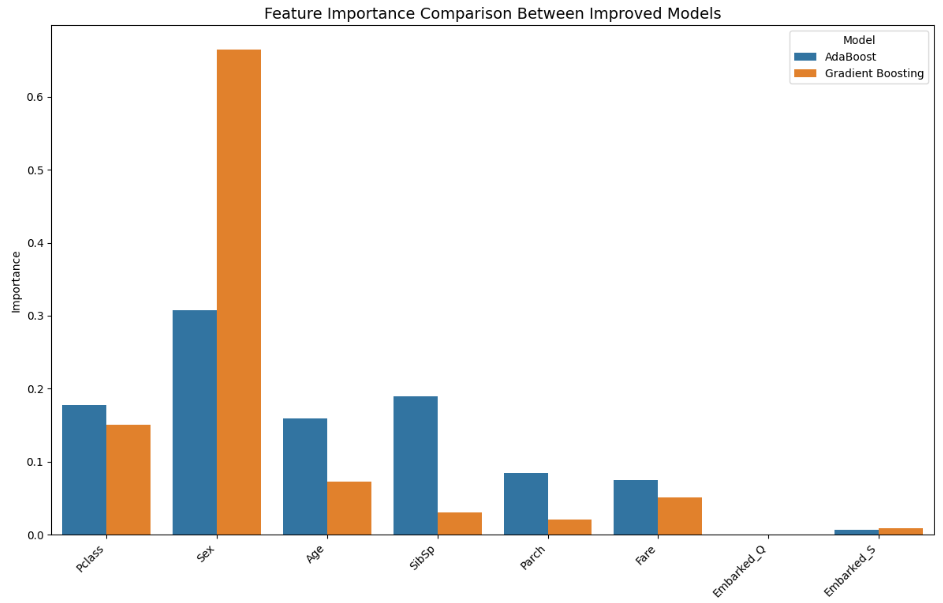 Feature Importance Comparison Between Improved Models
Model
AdaBoost
Gradient Boosting
Importance
0.6
0.5
0.4
0.3
0.2
0.1
0.0
Pclass
Sex
Age
SibSp
Parch
Fare
Embarked_Q
Embarked_S